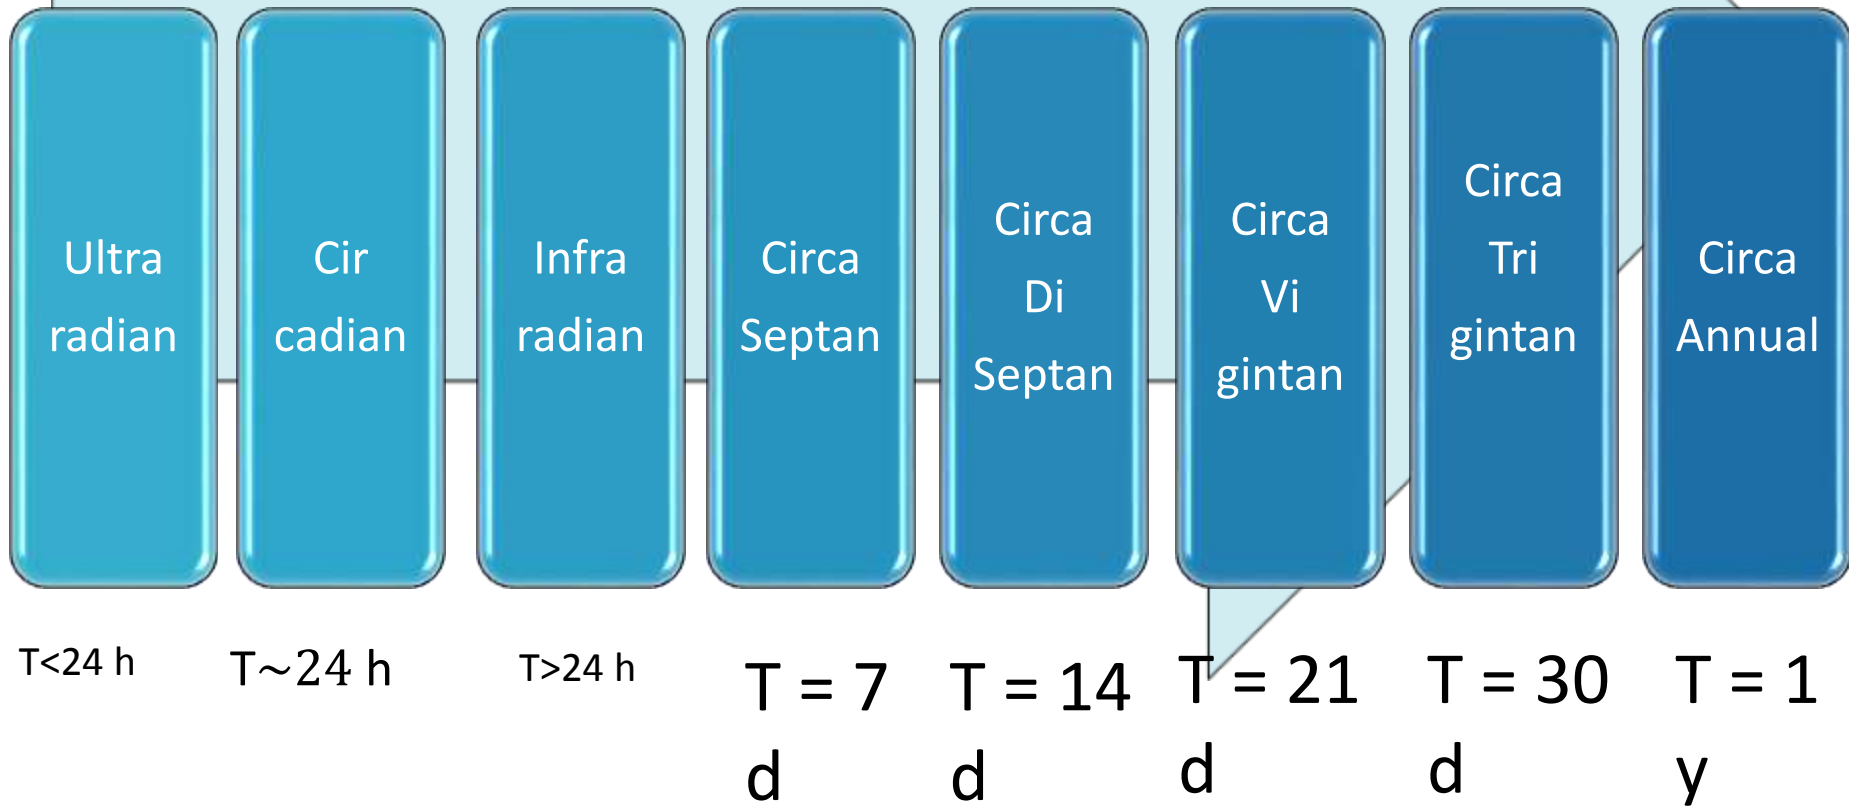 Ultra
radian
Cir
cadian
Infra
radian
Circa
Septan
Circa
Di
Septan
Circa
Vi
gintan
Circa
Tri
gintan
Circa
Annual
T<24 h
T~24 h
T>24 h
T = 7
d
T = 14
d
T = 21
d
T = 30
d
T = 1
y